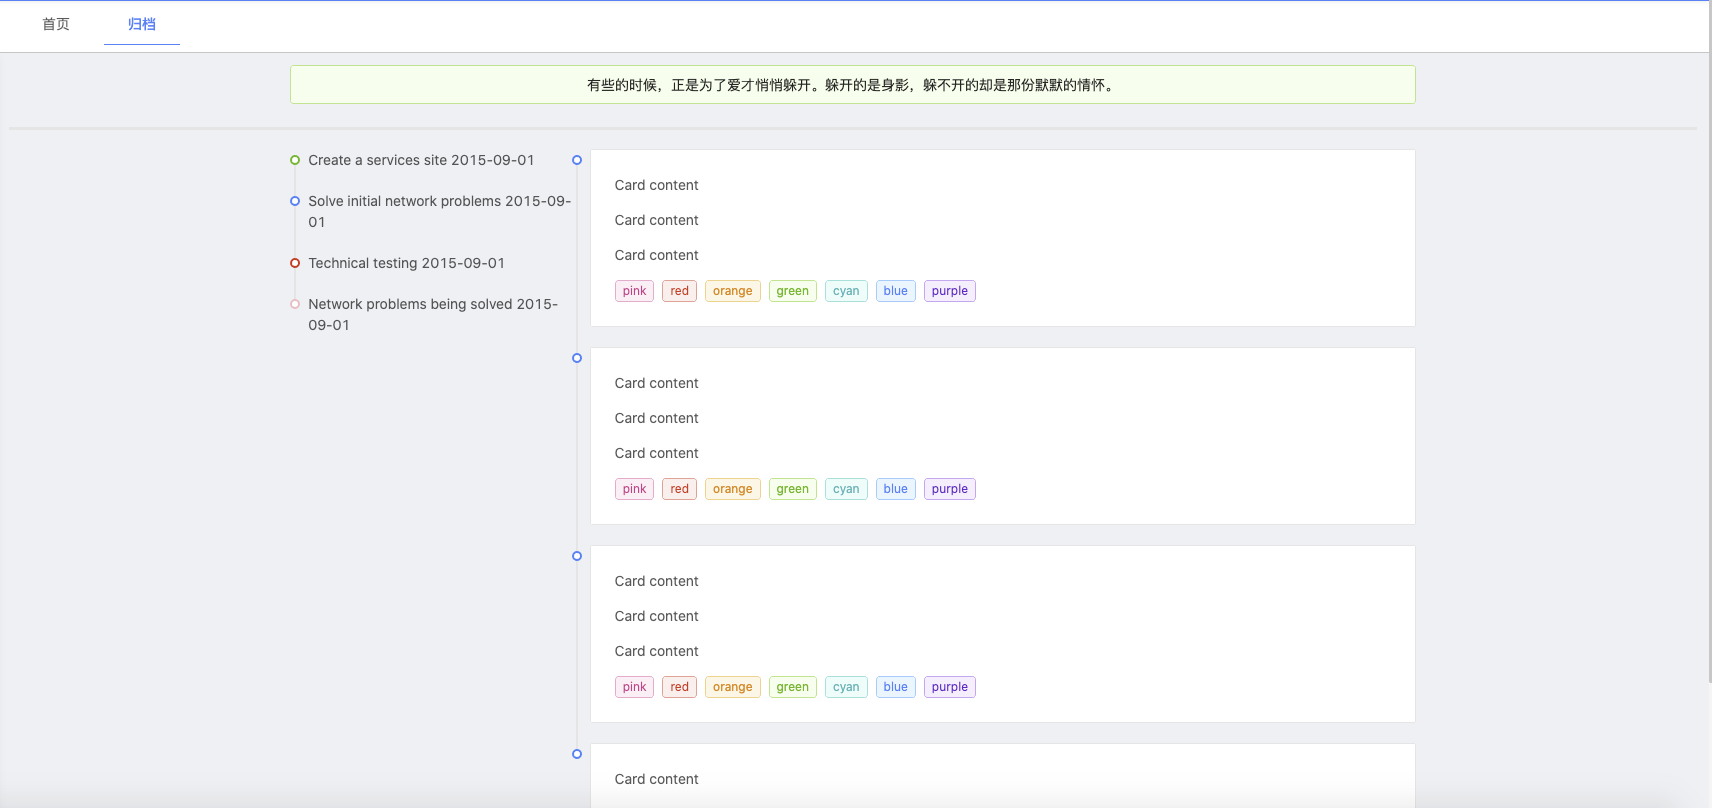 首页 归档
有些的时候，正是为了爱才悄悄躲开。躲开的是身影，躲不开的却是那份默默的情怀。
Create a services site 2015-09-01
Solve initial network problems 2015-09-
01
Technical testing 2015-09-01
Network problems being solved 2015-
09-01
Card content
Card content
Card content
pink red orange green cyan blue purple
Card content
Card content
Card content
pink red orange green cyan blue purple
Card content
Card content
Card content
pink red orange green cyan blue purple
Card content